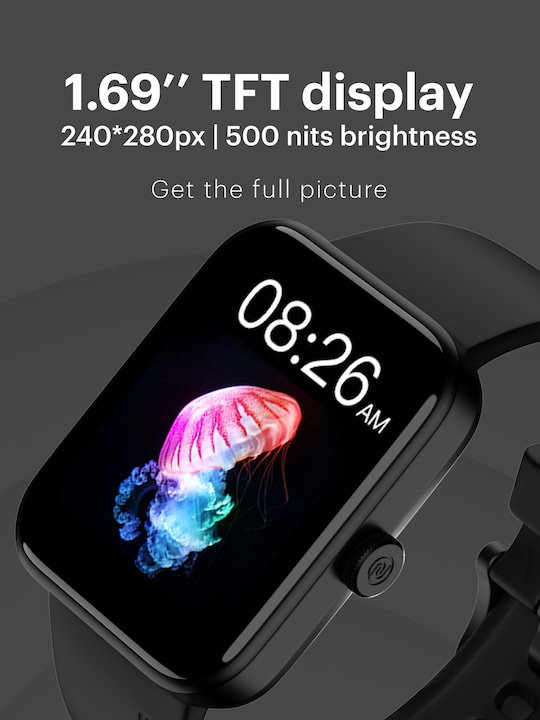 1.69′′ TFT display
240*280px | 500 nits brightness
Get the full picture
08:26
AM